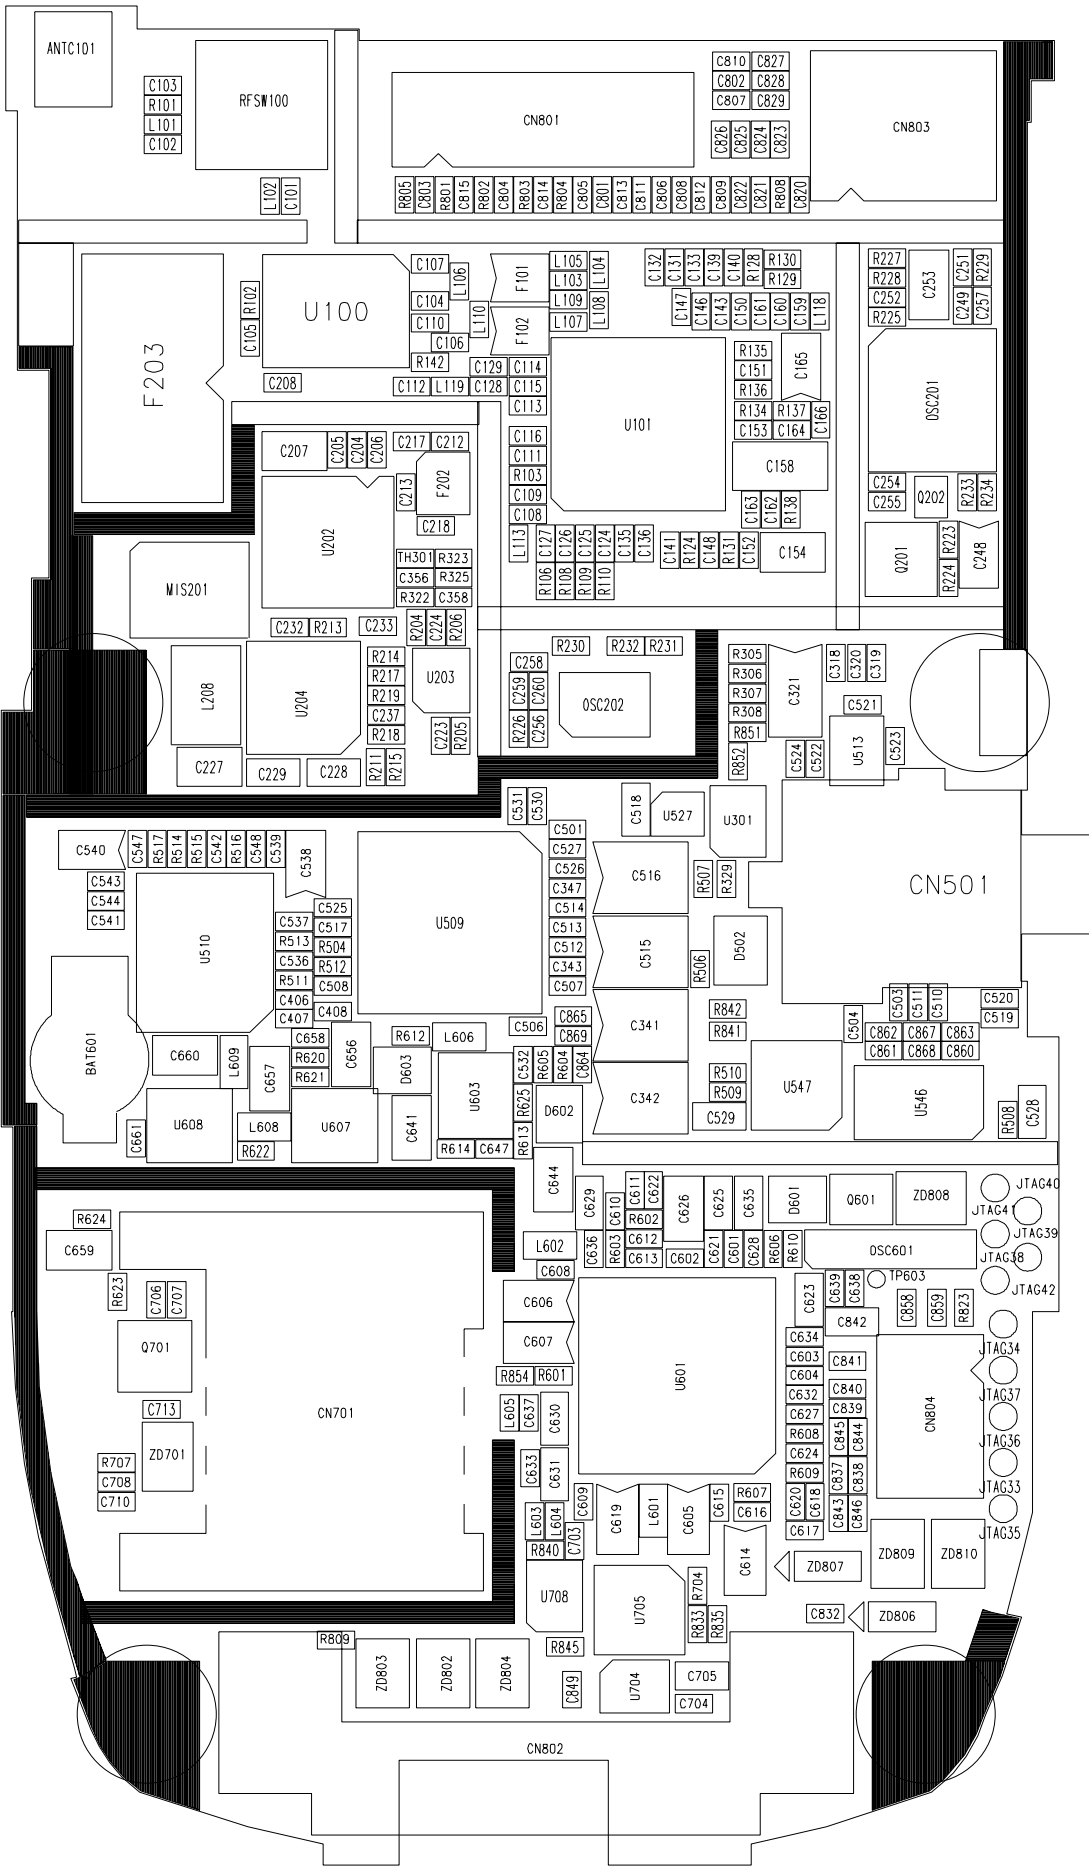 ANTC101
C103
R101
L101
C102
RFSW100
CN801
C810 C827
C802 C828
C807 C829
C826 C825 C824 C823
CN803
L102 C101
R805 C803 R801 C815 R802 C804 R803 C814 R804 C805 C801 C813 C811 C806 C808 C812 C809 C822 C821 R808 C820
F203
R102
C105
U100
C107
L106
C104
C110
L110
C106
R142
F101
F102
L105
L103
L109
L107
L104
L108
C132 C131 C133 C139 C140 R128
R130
R129
C147 C146 C143 C150 C161 C160 C159 L118
R227
R228
C252
R225
C253
C251 R229
C249 C257
C208
C112 L119 C128
C129 C114
C115
C113
U101
R135
C151
R136
C165
R134 R137
C153 C164
C166
C158
OSC201
C207
C205 C204 C206
C217 C212
F202
C213
C218
C116
C111
R103
C109
C108
C163 C162 R138
C254
C255
Q202
R233 R234
U202
MIS201
TH301 R323
C356 R325
R322 C358
L113
C127 C126 C125 C124 C135 C136
R106 R108 R109 R110
C141 R124 C148 R131 C152
C154
Q201
R223
R224
C248
C232 R213
C233
R204 C224 R206
L208
U204
R214
R217
R219
C237
R218
U203
C223 R205
C227
C229
C228
R211 R215
R230
R232 R231
C258
C259 C260
R226 C256
OSC202
R305
R306
R307
R308
R851
R852
C321
C318 C320 C319
C521
U513
C523
C524 C522
C531 C530
C518
U527
U301
C540
C547 R517 R514 R515 C542 R516 C548 C539
C538
C543
C544
C541
U510
C525
C537 C517
R513 R504
C536 R512
R511 C508
C406
C407 C408
U509
C501
C527
C526
C347
C514
C513
C512
C343
C507
C516
R507 R329
C515
D502
R506
CN501
C341
C342
R842
R841
R510
R509
C529
C503 C511 C510
C520
C519
C504
C862 C867 C863
C861 C868 C860
U547
U546
R508
C528
BAT601
C660
L609
C658
R620
R621
C656
C657
R612
L606
D603
C506
C865
C869
C532 R605 R604 C864
U603
R625
R613
D602
C661
U608
L608
R622
U607
C641
R614 C647
C644
C629
C610
C611 C622
R602
C612
C613
R603
C636
C626
C602
C625
C635
C621 C601 C628 R606 R610
D601
Q601
ZD808
OSC601
JTAG40
JTAG41
JTAG39
JTAG38
JTAG42
TP603
R624
C659
R623
C706 C707
Q701
C713
ZD701
R707
C708
C710
CN701
L602
C608
C606
C607
R854 R601
L605 C637
C630
C633
C631
U601
C623
C639 C638
C842
C858 C859 R823
C634
C603
C604
C632
C627
R608
C624
R609
C620 C618
C617
C841
C840
C839
C845 C844
C837 C838
C843 C846
CN804
JTAG34
JTAG37
JTAG36
JTAG33
JTAG35
L603 L604
R840
C703
C609
C619
L601
C605
C615
R607
C616
C614
ZD807
ZD809
ZD810
U708
U705
R704
R833 R835
C832
ZD806
R809
ZD803
ZD802
ZD804
R845
C849
U704
C705
C704
CN802